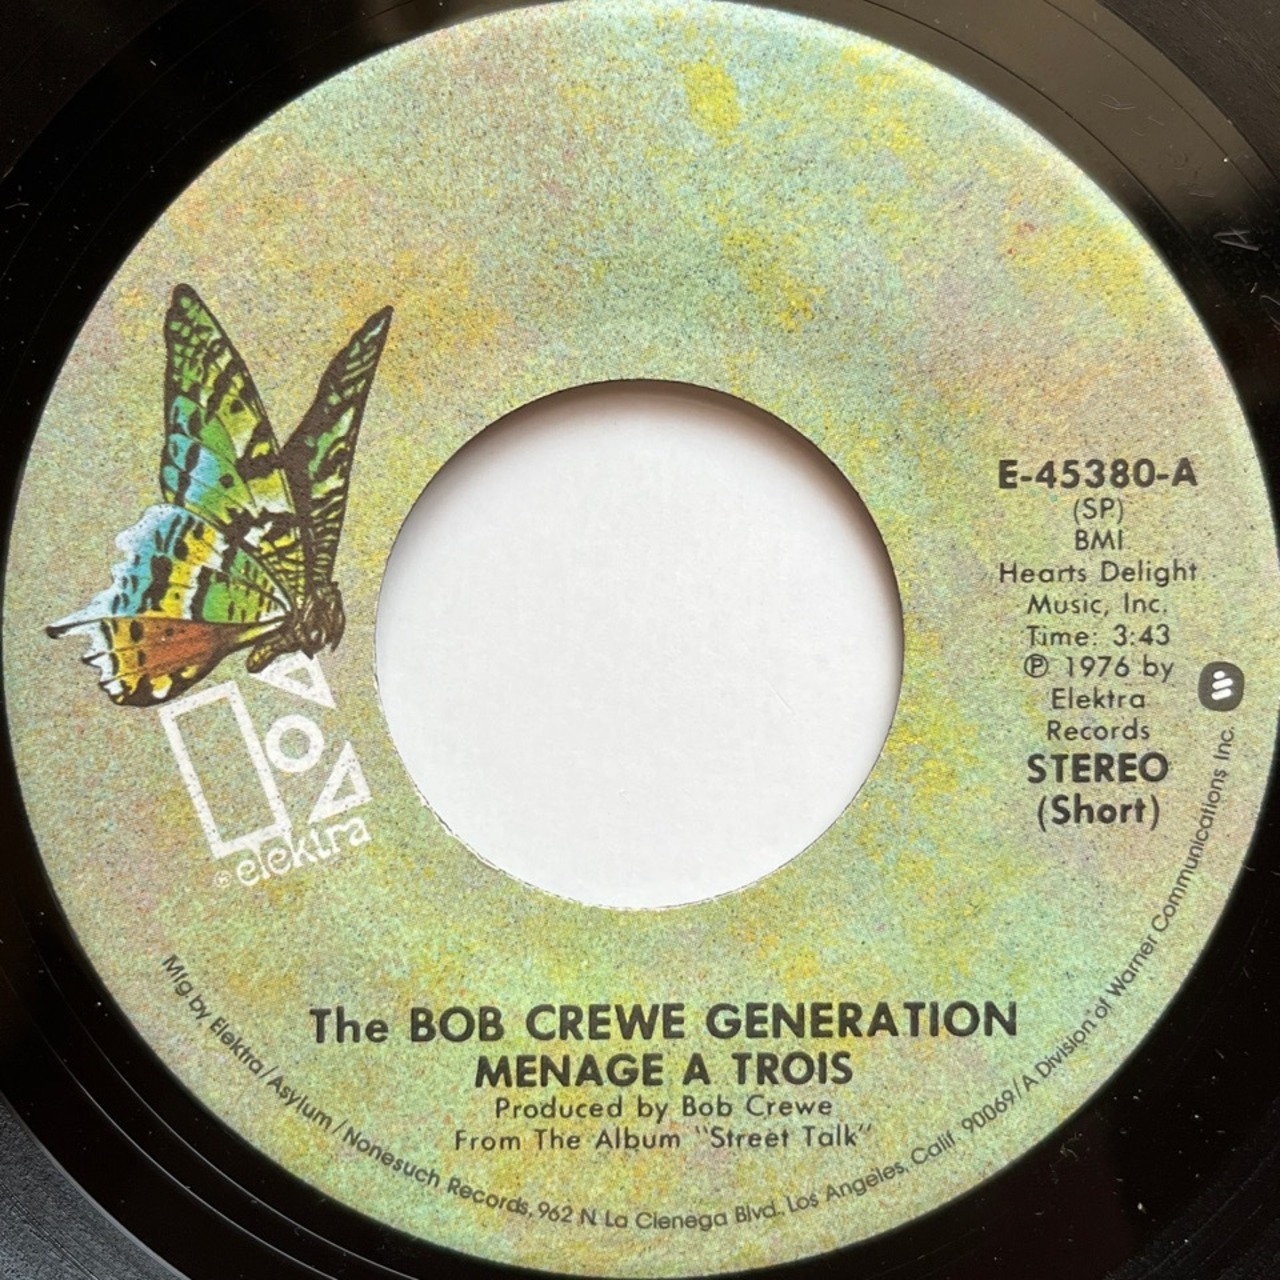 E-45380-A
(SP)
BMI
Hearts Delight
Music, Inc.
Time: 3:43
℗ 1976 by
Elektra
Records
STEREO
(Short)
® elektra
The BOB CREWE GENERATION
MENAGE A TROIS
Produced by Bob Crewe
From The Album "Street Talk"
Mfg by Elektra/Asylum/Nonesuch Records, 962 N. La Cienega Blvd., Los Angeles, Calif. 90069/A Division of Warner Communications Inc.